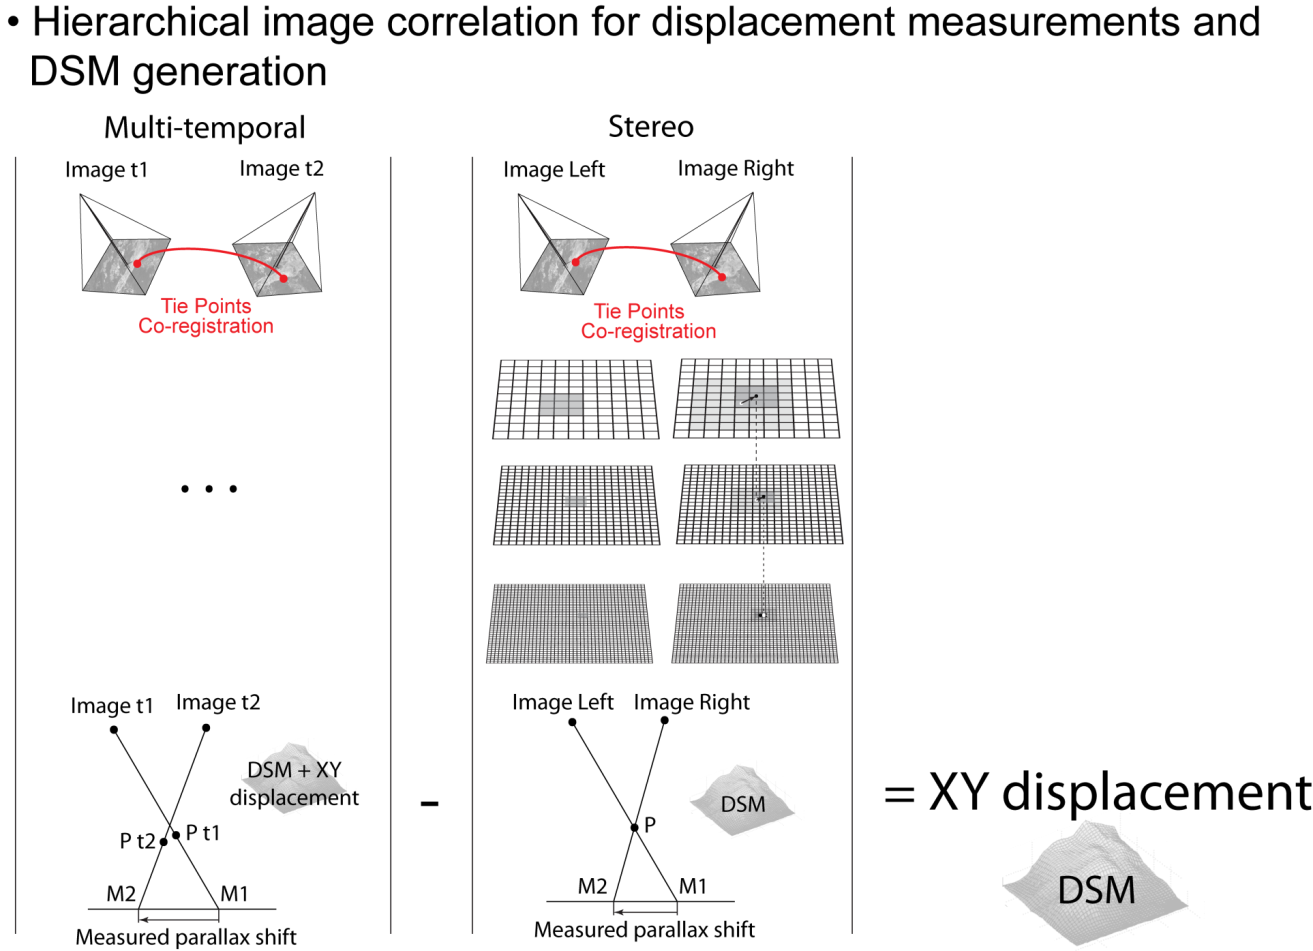 • Hierarchical image correlation for displacement measurements and
DSM generation
Multi-temporal
Image t1
Image t2
Tie Points
Co-registration
. . .
Image t1
Image t2
DSM + XY
displacement
P t2
P t1
M2
M1
Measured parallax shift
-
Stereo
Image Left
Image Right
Tie Points
Co-registration
Image Left
Image Right
P
DSM
M2
M1
Measured parallax shift
= XY displacement
DSM